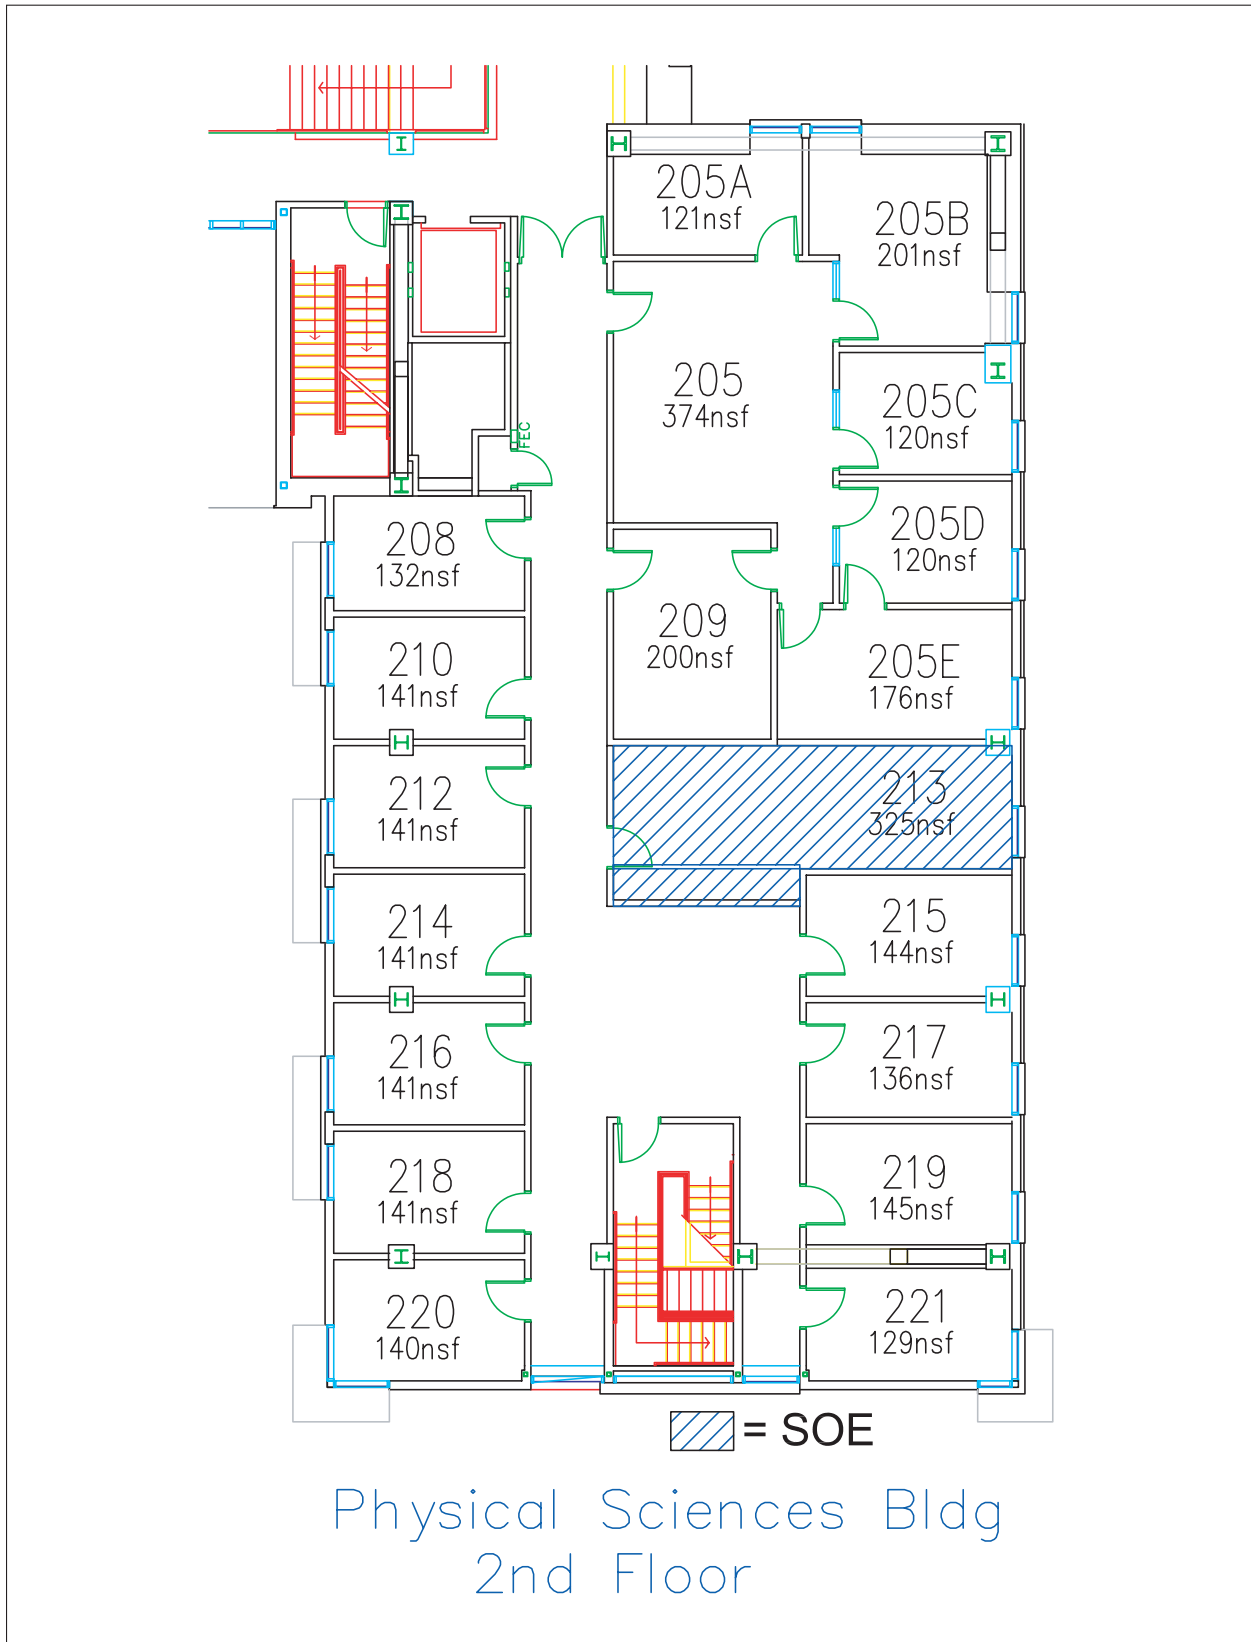 205A
121nsf
205B
201nsf
205
374nsf
205C
120nsf
FEC
208
132nsf
205D
120nsf
210
141nsf
209
200nsf
205E
176nsf
212
141nsf
213
325nsf
214
141nsf
215
144nsf
216
141nsf
217
136nsf
218
141nsf
219
145nsf
220
140nsf
221
129nsf
= SOE
Physical Sciences Bldg
2nd Floor